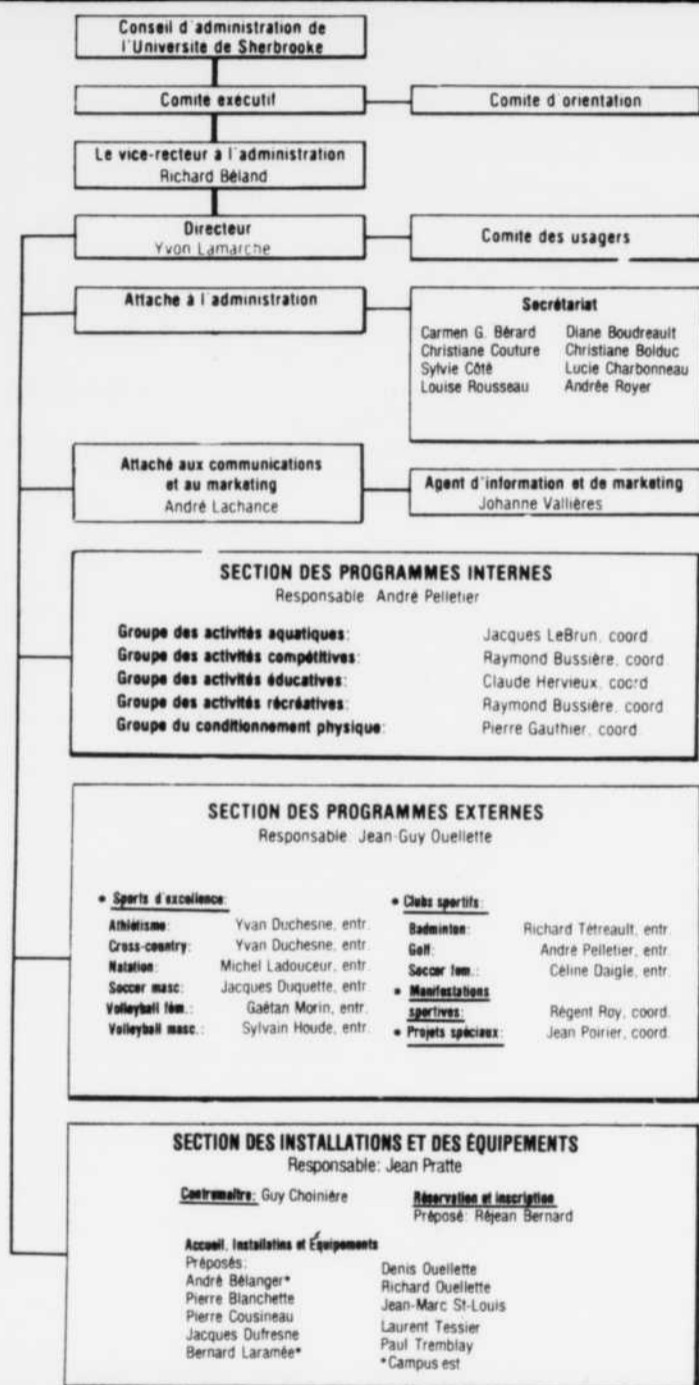 Conseil d'administration de
l'Université de Sherbrooke
Comité exécutif
Comité d'orientation
Le vice-recteur à l'administration
Richard Béland
Directeur
Yvon Lamarche
Comité des usagers
Attaché à l'administration
Secrétariat
Carmen G. Bérard Diane Boudreault
Christiane Couture Christiane Bolduc
Sylvie Côté Lucie Charbonneau
Louise Rousseau Andrée Royer
Attaché aux communications
et au marketing
André Lachance
Agent d'information et de marketing
Johanne Vallières
SECTION DES PROGRAMMES INTERNES
Responsable: André Pelletier
Groupe des activités aquatiques: Jacques LeBrun, coord.
Groupe des activités compétitives: Raymond Bussière, coord.
Groupe des activités éducatives: Claude Hervieux, coord.
Groupe des activités récréatives: Raymond Bussière, coord.
Groupe du conditionnement physique: Pierre Gauthier, coord.
SECTION DES PROGRAMMES EXTERNES
Responsable: Jean-Guy Ouellette
• Sports d'excellence:
Athlétisme: Yvan Duchesne, entr.
Cross-country: Yvan Duchesne, entr.
Natation: Michel Ladouceur, entr.
Soccer masc: Jacques Duquette, entr.
Volleyball fém.: Gaëtan Morin, entr.
Volleyball masc.: Sylvain Houde, entr.
• Clubs sportifs:
Badminton: Richard Tétreault, entr.
Golf: André Pelletier, entr.
Soccer fem.: Céline Daigle, entr.
• Manifestations
sportives: Régent Roy, coord.
• Projets spéciaux: Jean Poirier, coord.
SECTION DES INSTALLATIONS ET DES ÉQUIPEMENTS
Responsable: Jean Pratte
Contremaître: Guy Choinière
Réservation et inscription
Préposé: Réjean Bernard
Accueil, Installatins et Équipements
Préposés:
André Bélanger*
Pierre Blanchette
Pierre Cousineau
Jacques Dufresne
Bernard Laramée*
Denis Ouellette
Richard Ouellette
Jean-Marc St-Louis
Laurent Tessier
Paul Tremblay
*Campus est